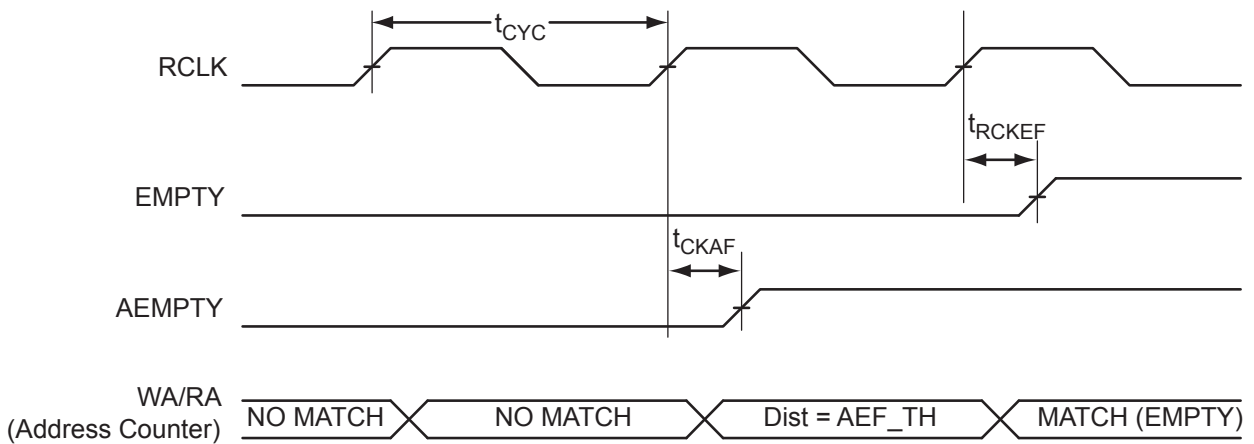 tCYC
RCLK
tRCKEF
EMPTY
tCKAF
AEMPTY
WA/RA
(Address Counter)
NO MATCH
NO MATCH
Dist = AEF_TH
MATCH (EMPTY)